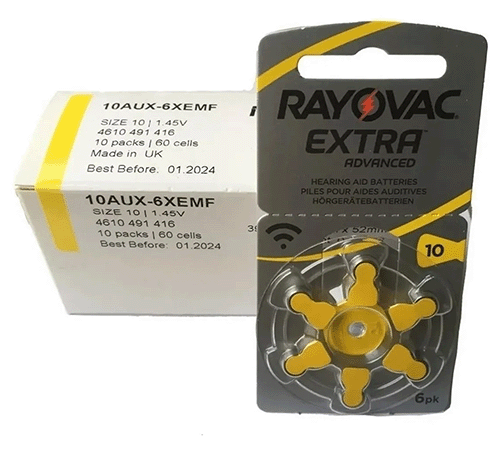 10AUX-6XEMF
SIZE 10 | 1.45V
4610 491 416
10 packs | 60 cells
Made in UK
Best Before: 01.2024
10AUX-6XEMF
SIZE 10 | 1.45V
4610 491 416
10 packs | 60 cells
Best Before: 01.2024
RAYOVAC
EXTRA
ADVANCED
HEARING AID BATTERIES
PILES POUR AIDES AUDITIVES
HÖRGERÄTEBATTERIEN
x 52mm
10
6pk